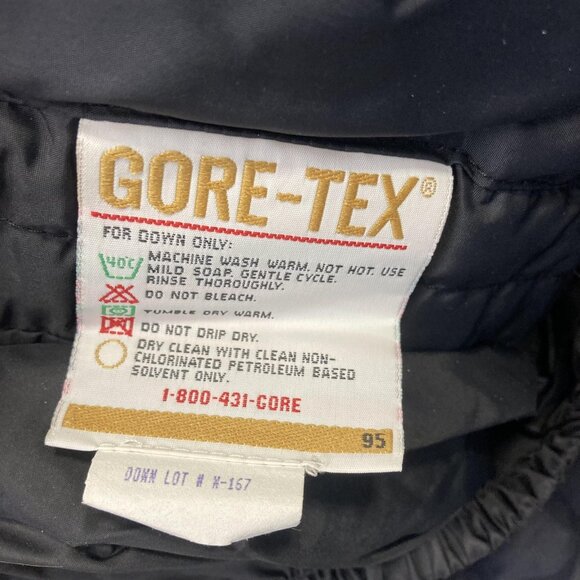 GORE-TEX®
FOR DOWN ONLY:
40°C MACHINE WASH WARM. NOT HOT. USE
MILD SOAP. GENTLE CYCLE.
RINSE THOROUGHLY.
DO NOT BLEACH.
TUMBLE DRY WARM.
DO NOT DRIP DRY.
DRY CLEAN WITH CLEAN NON-
CHLORINATED PETROLEUM BASED
SOLVENT ONLY.
1-800-431-GORE
95
DOWN LOT # W-167